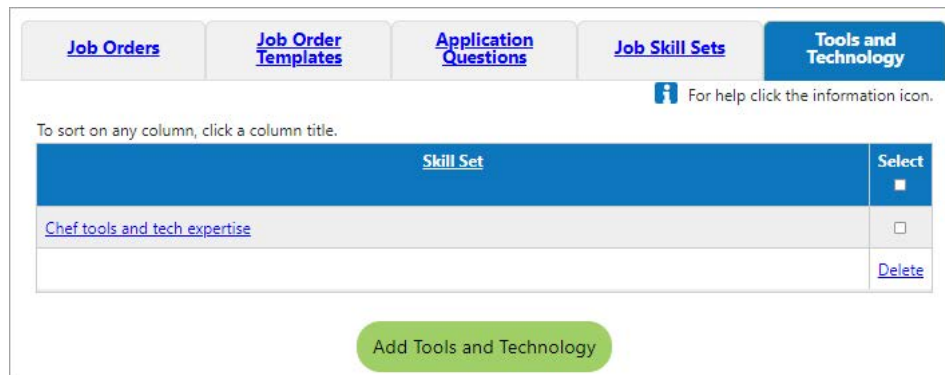 Job Orders
Job Order
Templates
Application
Questions
Job Skill Sets
Tools and
Technology
For help click the information icon.
To sort on any column, click a column title.
Skill Set
Select
Chef tools and tech expertise
Delete
Add Tools and Technology